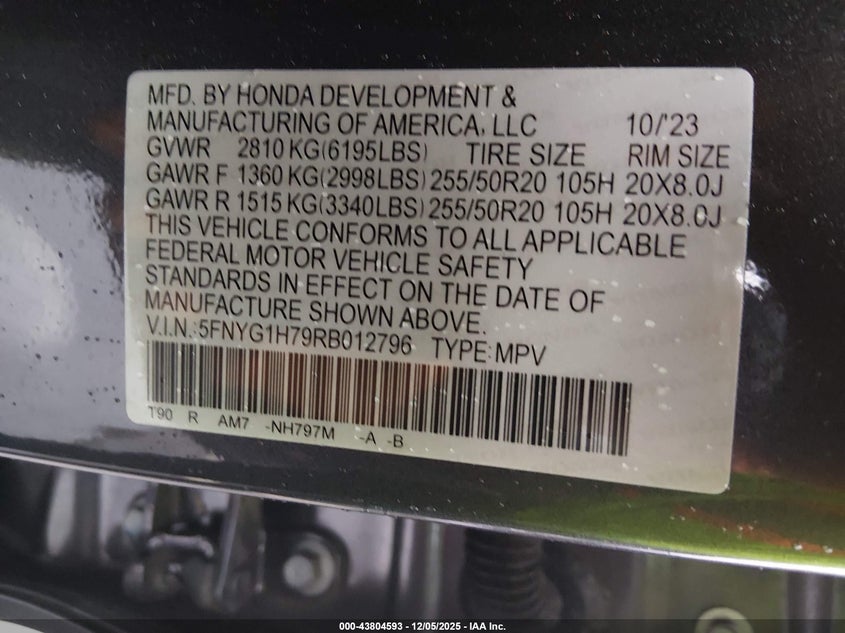 MFD. BY HONDA DEVELOPMENT &
MANUFACTURING OF AMERICA, LLC 10/'23
GVWR 2810 KG(6195LBS) TIRE SIZE RIM SIZE
GAWR F 1360 KG(2998LBS) 255/50R20 105H 20X8.0J
GAWR R 1515 KG(3340LBS) 255/50R20 105H 20X8.0J
THIS VEHICLE CONFORMS TO ALL APPLICABLE
FEDERAL MOTOR VEHICLE SAFETY
STANDARDS IN EFFECT ON THE DATE OF
MANUFACTURE SHOWN ABOVE.
V.I.N.:5FNYG1H79RB012796 TYPE:MPV
T90 R AM7 -NH797M -A -B
000-43804593 - 12/05/2025 - IAA Inc.